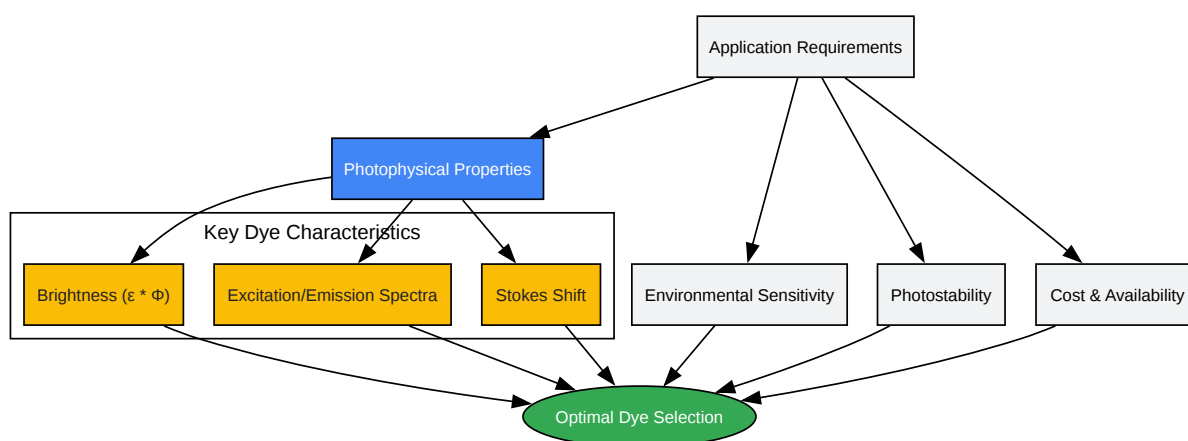 Application Requirements
Photophysical Properties
Key Dye Characteristics
Brightness (ε * Φ)
Excitation/Emission Spectra
Stokes Shift
Environmental Sensitivity
Photostability
Cost & Availability
Optimal Dye Selection